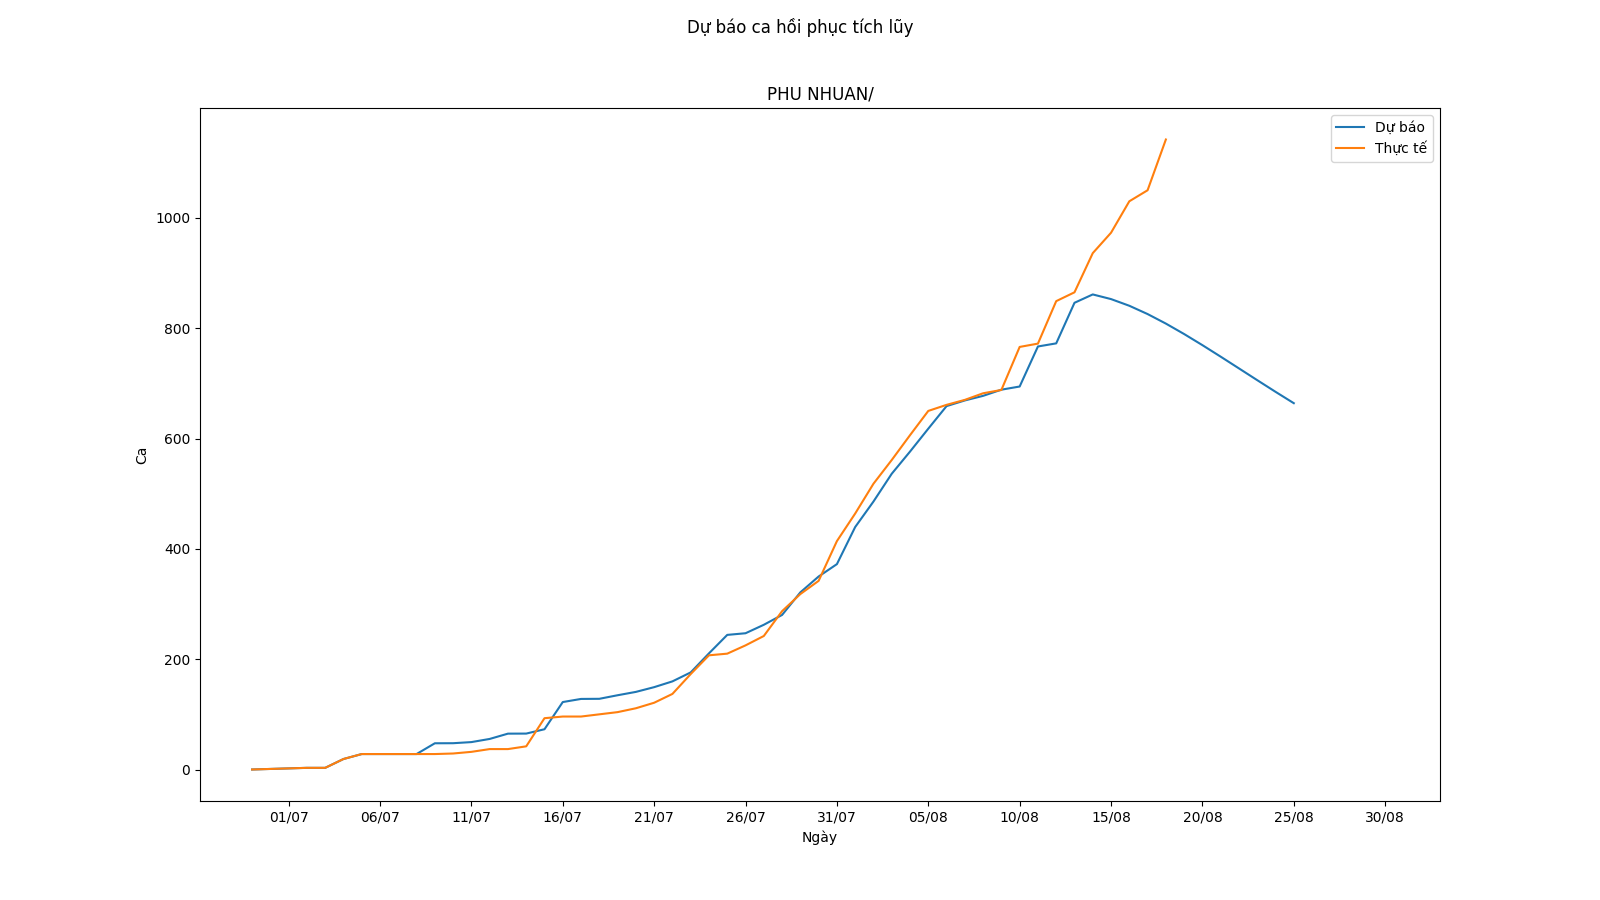 Dự báo ca hồi phục tích lũy
PHU NHUAN/
Dự báo
Thực tế
1000
800
600
400
200
0
Ca
01/07 06/07 11/07 16/07 21/07 26/07 31/07 05/08 10/08 15/08 20/08 25/08 30/08
Ngày